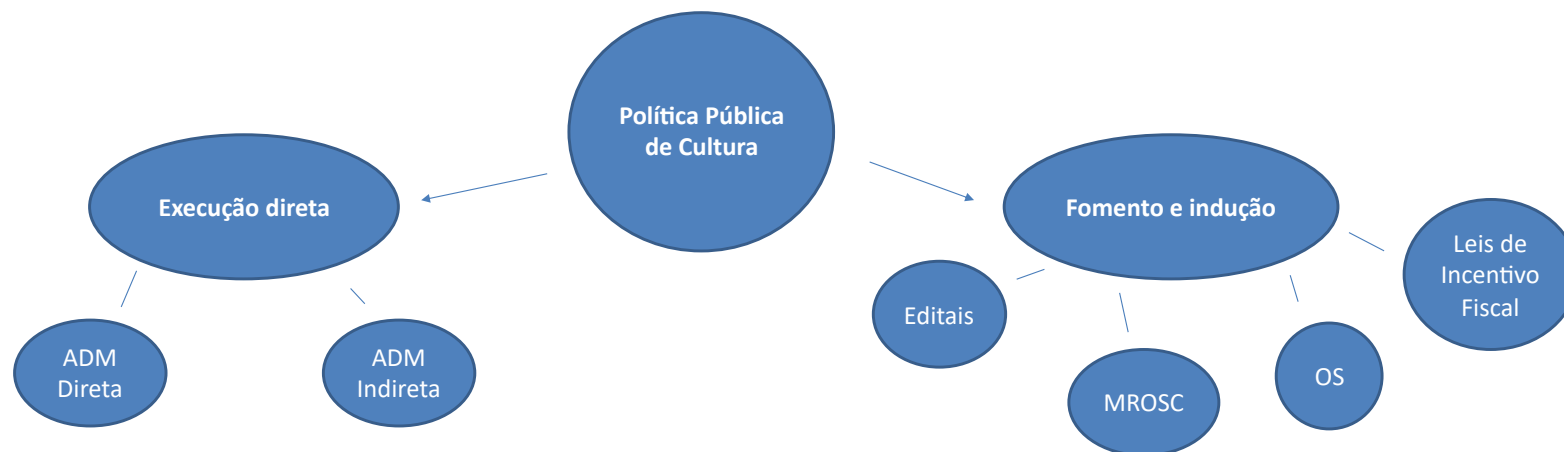 Política Pública
de Cultura
Execução direta
Fomento e indução
Leis de
Incentivo
Fiscal
Editais
ADM
Direta
ADM
Indireta
MROSC
OS